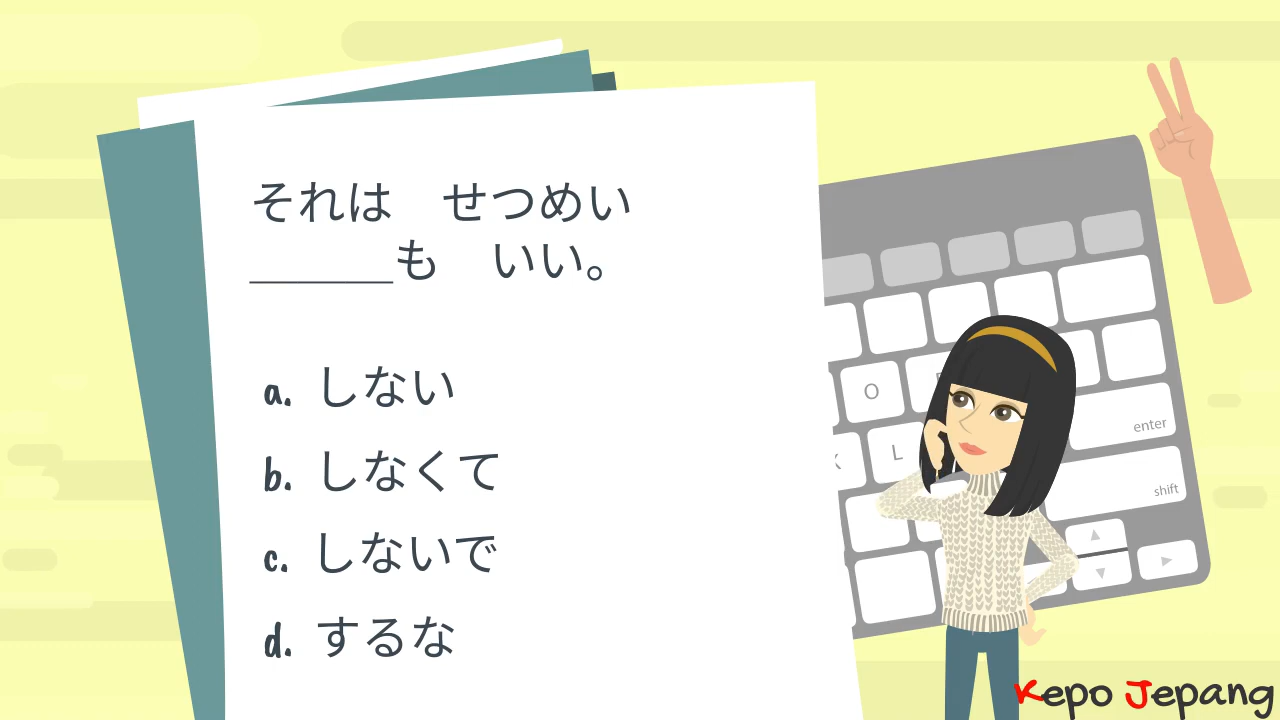 それは　せつめい
______も　いい。
a. しない
b. しなくて
c. しないで
d. するな
O
L
enter
shift
Kepo Jepang